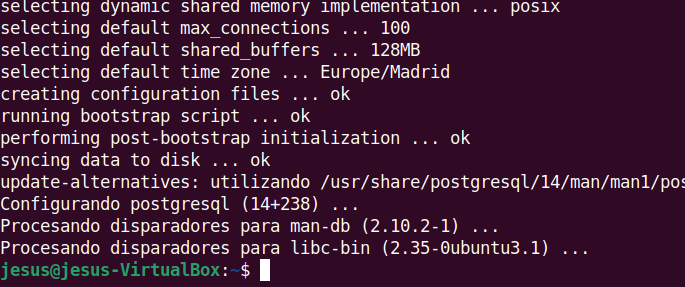 selecting dynamic shared memory implementation ... posix
selecting default max_connections ... 100
selecting default shared_buffers ... 128MB
selecting default time zone ... Europe/Madrid
creating configuration files ... ok
running bootstrap script ... ok
performing post-bootstrap initialization ... ok
syncing data to disk ... ok
update-alternatives: utilizando /usr/share/postgresql/14/man/man1/pos
Configurando postgresql (14+238) ...
Procesando disparadores para man-db (2.10.2-1) ...
Procesando disparadores para libc-bin (2.35-0ubuntu3.1) ...
jesus@jesus-VirtualBox:~$